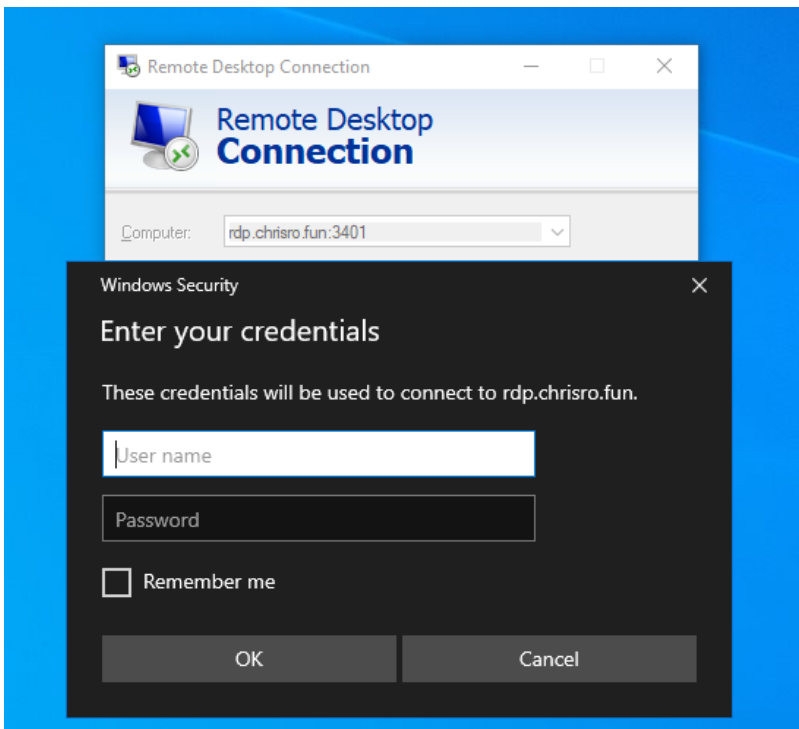 Remote Desktop Connection
Remote Desktop
Connection
Computer:
rdp.chrisro.fun:3401
Windows Security
Enter your credentials
These credentials will be used to connect to rdp.chrisro.fun.
User name
Password
Remember me
OK
Cancel